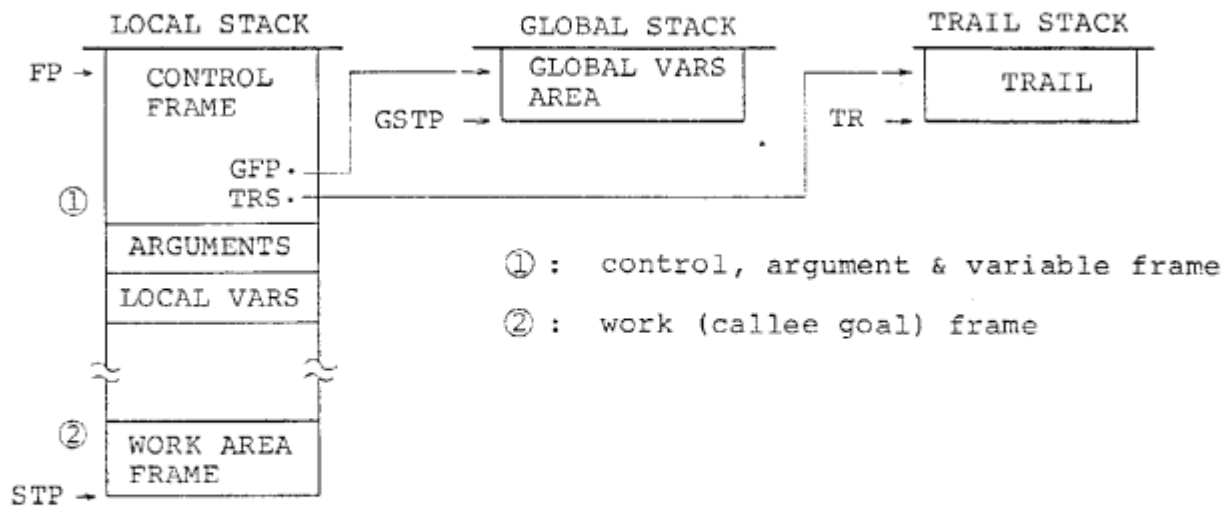 LOCAL STACK
GLOBAL STACK
TRAIL STACK
FP
CONTROL
FRAME
GLOBAL VARS
AREA
TRAIL
GSTP
TR
GFP
TRS
①
ARGUMENTS
① : control, argument & variable frame
LOCAL VARS
② : work (callee goal) frame
②
WORK AREA
FRAME
STP